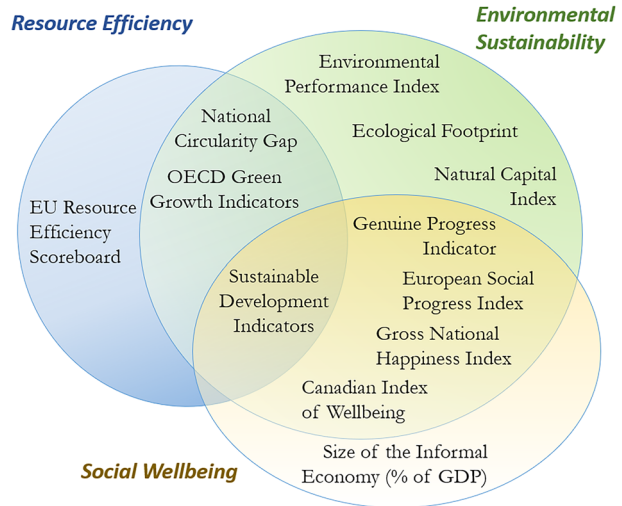 Resource Efficiency
Environmental
Sustainability
Environmental
Performance Index
National
Circularity Gap
Ecological Footprint
OECD Green
Growth Indicators
Natural Capital
Index
EU Resource
Efficiency
Scoreboard
Genuine Progress
Indicator
Sustainable
Development
Indicators
European Social
Progress Index
Gross National
Happiness Index
Canadian Index
of Wellbeing
Social Wellbeing
Size of the Informal
Economy (% of GDP)